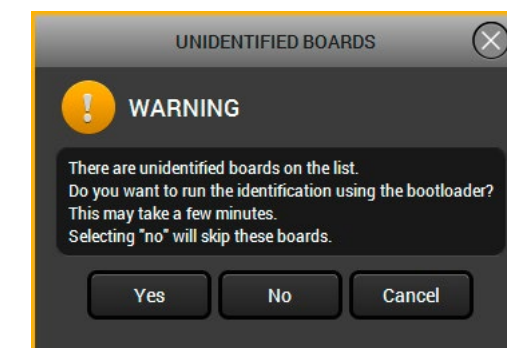 UNIDENTIFIED BOARDS
WARNING
There are unidentified boards on the list.
Do you want to run the identification using the bootloader?
This may take a few minutes.
Selecting "no" will skip these boards.
Yes No Cancel